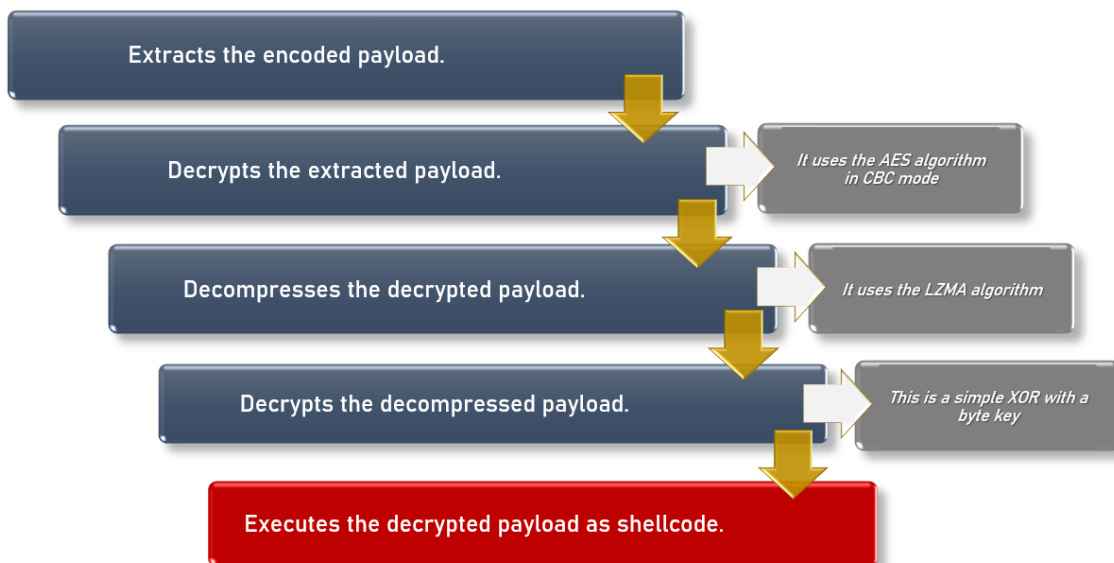 Extracts the encoded payload.
Decrypts the extracted payload.
It uses the AES algorithm
in CBC mode
Decompresses the decrypted payload.
It uses the LZMA algorithm
Decrypts the decompressed payload.
This is a simple XOR with a
byte key
Executes the decrypted payload as shellcode.